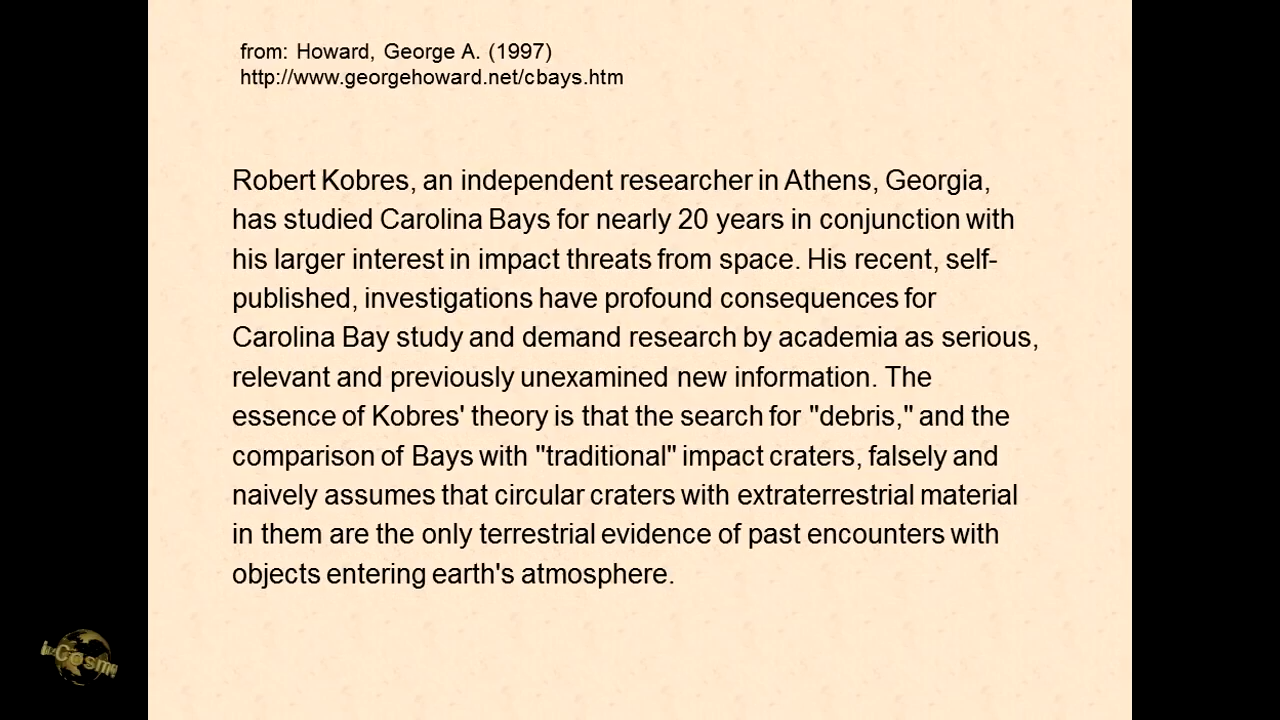 from: Howard, George A. (1997)
http://www.georgehoward.net/cbays.htm
Robert Kobres, an independent researcher in Athens, Georgia,
has studied Carolina Bays for nearly 20 years in conjunction with
his larger interest in impact threats from space. His recent, self-
published, investigations have profound consequences for
Carolina Bay study and demand research by academia as serious,
relevant and previously unexamined new information. The
essence of Kobres' theory is that the search for "debris," and the
comparison of Bays with "traditional" impact craters, falsely and
naively assumes that circular craters with extraterrestrial material
in them are the only terrestrial evidence of past encounters with
objects entering earth's atmosphere.